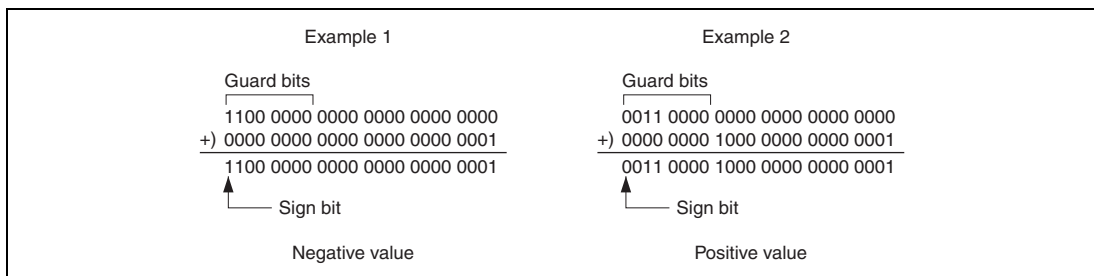 Example 1
Guard bits
1100 0000 0000 0000 0000 0000
+) 0000 0000 0000 0000 0000 0001
1100 0000 0000 0000 0000 0001
Sign bit
Negative value
Example 2
Guard bits
0011 0000 0000 0000 0000 0000
+) 0000 0000 1000 0000 0000 0001
0011 0000 1000 0000 0000 0001
Sign bit
Positive value